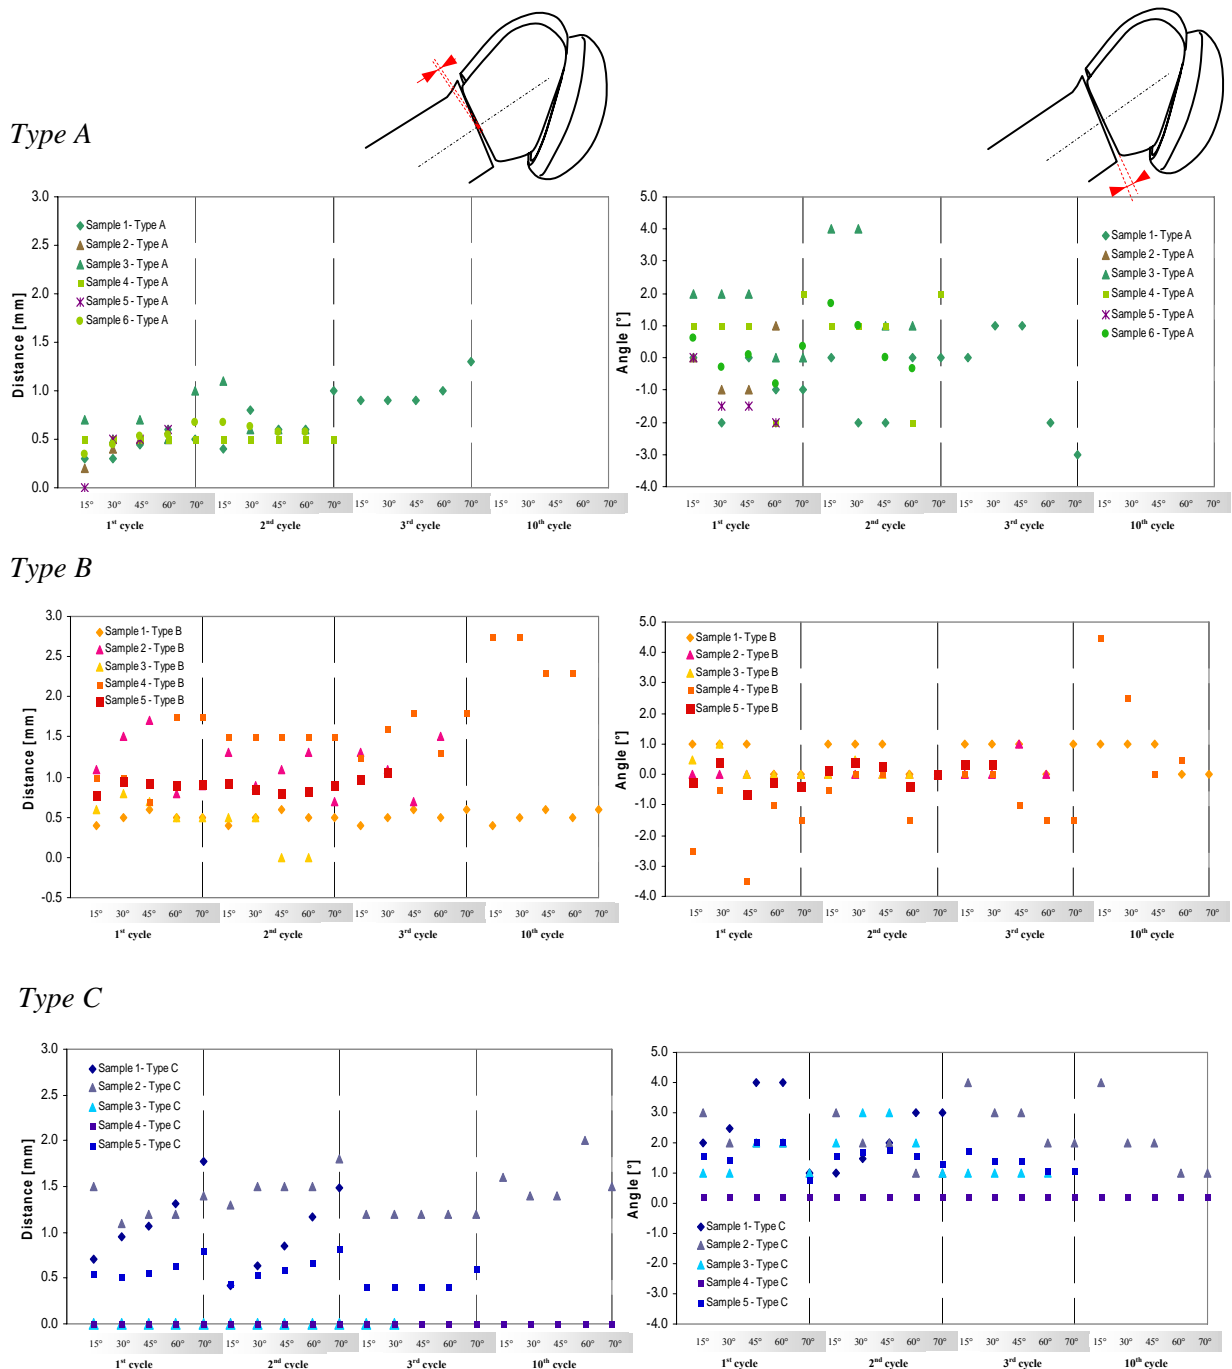 Type A
3.0
2.5
2.0
1.5
1.0
0.5
0.0
Distance [mm]
Sample 1- Type A
Sample 2 - Type A
Sample 3 - Type A
Sample 4 - Type A
Sample 5 - Type A
Sample 6 - Type A
15° 30° 45° 60° 70° 15° 30° 45° 60° 70° 15° 30° 45° 60° 70° 15° 30° 45° 60° 70°
1st cycle 2nd cycle 3rd cycle 10th cycle
5.0
4.0
3.0
2.0
1.0
0.0
-1.0
-2.0
-3.0
-4.0
Angle [°]
Sample 1- Type A
Sample 2 - Type A
Sample 3 - Type A
Sample 4 - Type A
Sample 5 - Type A
Sample 6 - Type A
15° 30° 45° 60° 70° 15° 30° 45° 60° 70° 15° 30° 45° 60° 70° 15° 30° 45° 60° 70°
1st cycle 2nd cycle 3rd cycle 10th cycle
Type B
3.0
2.5
2.0
1.5
1.0
0.5
0.0
-0.5
Distance [mm]
Sample 1- Type B
Sample 2 - Type B
Sample 3 - Type B
Sample 4 - Type B
Sample 5 - Type B
15° 30° 45° 60° 70° 15° 30° 45° 60° 70° 15° 30° 45° 60° 70° 15° 30° 45° 60° 70°
1st cycle 2nd cycle 3rd cycle 10th cycle
5.0
4.0
3.0
2.0
1.0
0.0
-1.0
-2.0
-3.0
-4.0
Angle [°]
Sample 1- Type B
Sample 2 - Type B
Sample 3 - Type B
Sample 4 - Type B
Sample 5 - Type B
15° 30° 45° 60° 70° 15° 30° 45° 60° 70° 15° 30° 45° 60° 70° 15° 30° 45° 60° 70°
1st cycle 2nd cycle 3rd cycle 10th cycle
Type C
3.0
2.5
2.0
1.5
1.0
0.5
0.0
Distance [mm]
Sample 1- Type C
Sample 2 - Type C
Sample 3 - Type C
Sample 4 - Type C
Sample 5 - Type C
15° 30° 45° 60° 70° 15° 30° 45° 60° 70° 15° 30° 45° 60° 70° 15° 30° 45° 60° 70°
1st cycle 2nd cycle 3rd cycle 10th cycle
5.0
4.0
3.0
2.0
1.0
0.0
-1.0
-2.0
-3.0
-4.0
Angle [°]
Sample 1- Type C
Sample 2 - Type C
Sample 3 - Type C
Sample 4 - Type C
Sample 5 - Type C
15° 30° 45° 60° 70° 15° 30° 45° 60° 70° 15° 30° 45° 60° 70° 15° 30° 45° 60° 70°
1st cycle 2nd cycle 3rd cycle 10th cycle